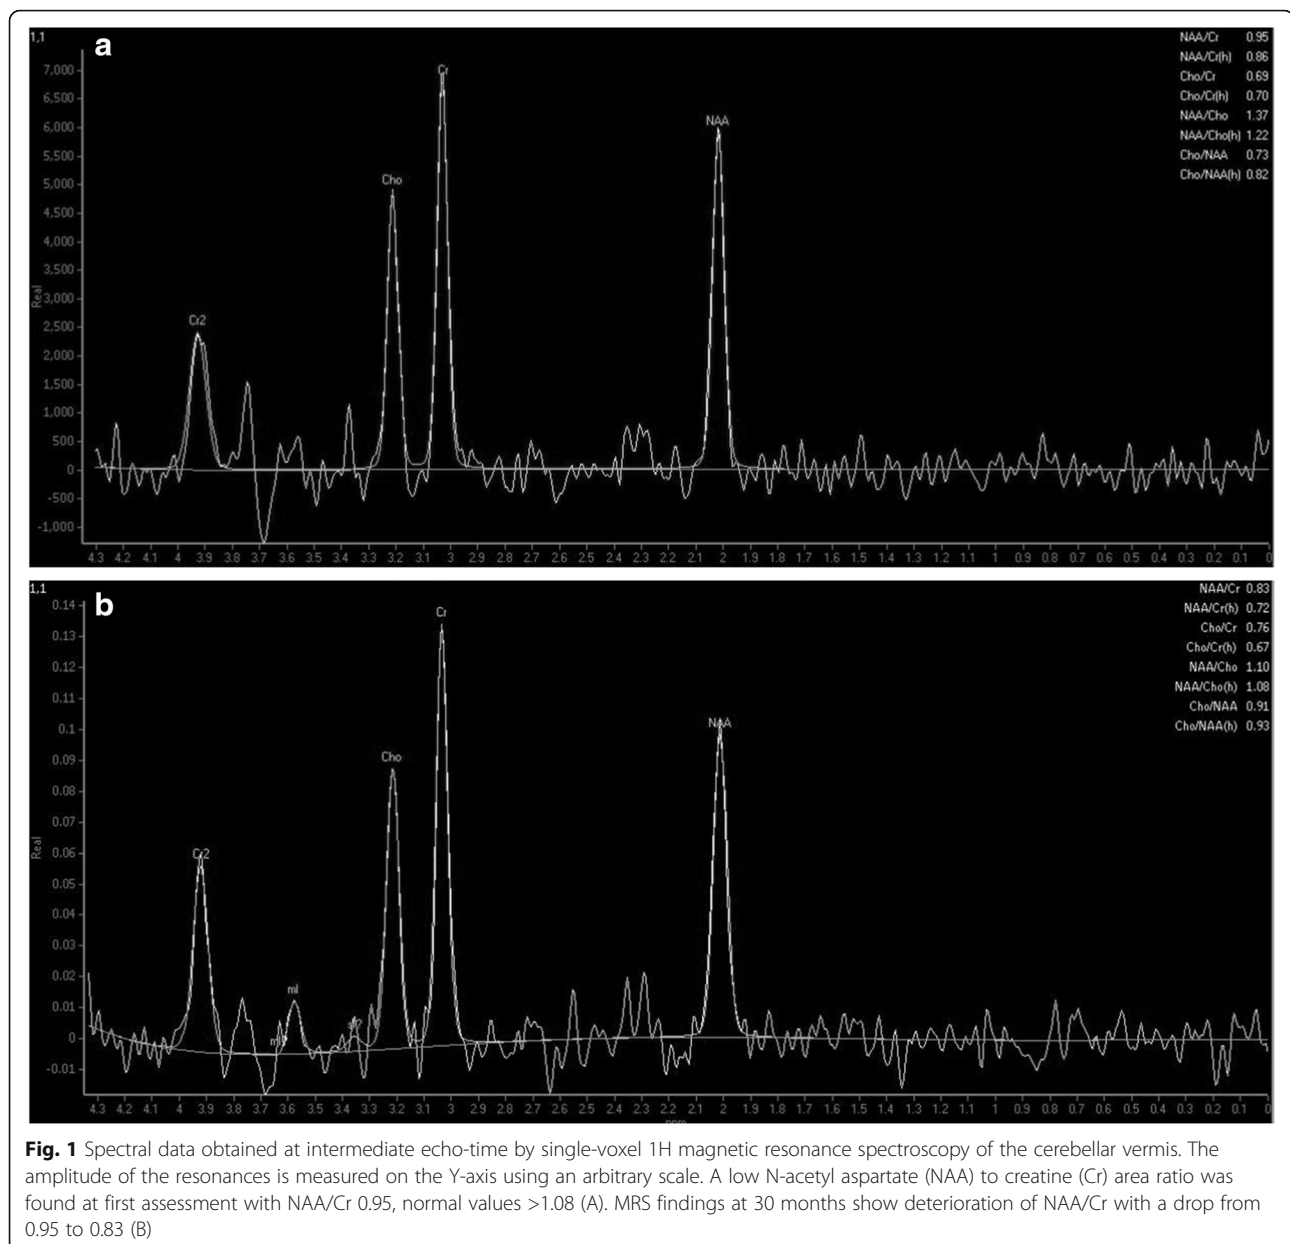 1,1
a
NAA/Cr 0.95
NAA/Cr(h) 0.86
Cho/Cr 0.69
Cho/Cr(h) 0.70
NAA/Cho 1.37
NAA/Cho(h) 1.22
Cho/NAA 0.73
Cho/NAA(h) 0.82
Cr
NAA
Cho
Cr2
7,000
6,500
6,000
5,500
5,000
4,500
4,000
3,500
3,000
2,500
2,000
1,500
1,000
500
0
-500
-1,000
Real
4.3 4.2 4.1 4 3.9 3.8 3.7 3.6 3.5 3.4 3.3 3.2 3.1 3 2.9 2.8 2.7 2.6 2.5 2.4 2.3 2.2 2.1 2 1.9 1.8 1.7 1.6 1.5 1.4 1.3 1.2 1.1 1 0.9 0.8 0.7 0.6 0.5 0.4 0.3 0.2 0.1 0
1,1
b
NAA/Cr 0.83
NAA/Cr(h) 0.72
Cho/Cr 0.76
Cho/Cr(h) 0.67
NAA/Cho 1.10
NAA/Cho(h) 1.08
Cho/NAA 0.91
Cho/NAA(h) 0.93
Cr
NAA
Cho
Cr2
mI
0.14
0.13
0.12
0.11
0.1
0.09
0.08
0.07
0.06
0.05
0.04
0.03
0.02
0.01
0
-0.01
Real
4.3 4.2 4.1 4 3.9 3.8 3.7 3.6 3.5 3.4 3.3 3.2 3.1 3 2.9 2.8 2.7 2.6 2.5 2.4 2.3 2.2 2.1 2 1.9 1.8 1.7 1.6 1.5 1.4 1.3 1.2 1.1 1 0.9 0.8 0.7 0.6 0.5 0.4 0.3 0.2 0.1 0
Fig. 1 Spectral data obtained at intermediate echo-time by single-voxel 1H magnetic resonance spectroscopy of the cerebellar vermis. The
amplitude of the resonances is measured on the Y-axis using an arbitrary scale. A low N-acetyl aspartate (NAA) to creatine (Cr) area ratio was
found at first assessment with NAA/Cr 0.95, normal values >1.08 (A). MRS findings at 30 months show deterioration of NAA/Cr with a drop from
0.95 to 0.83 (B)